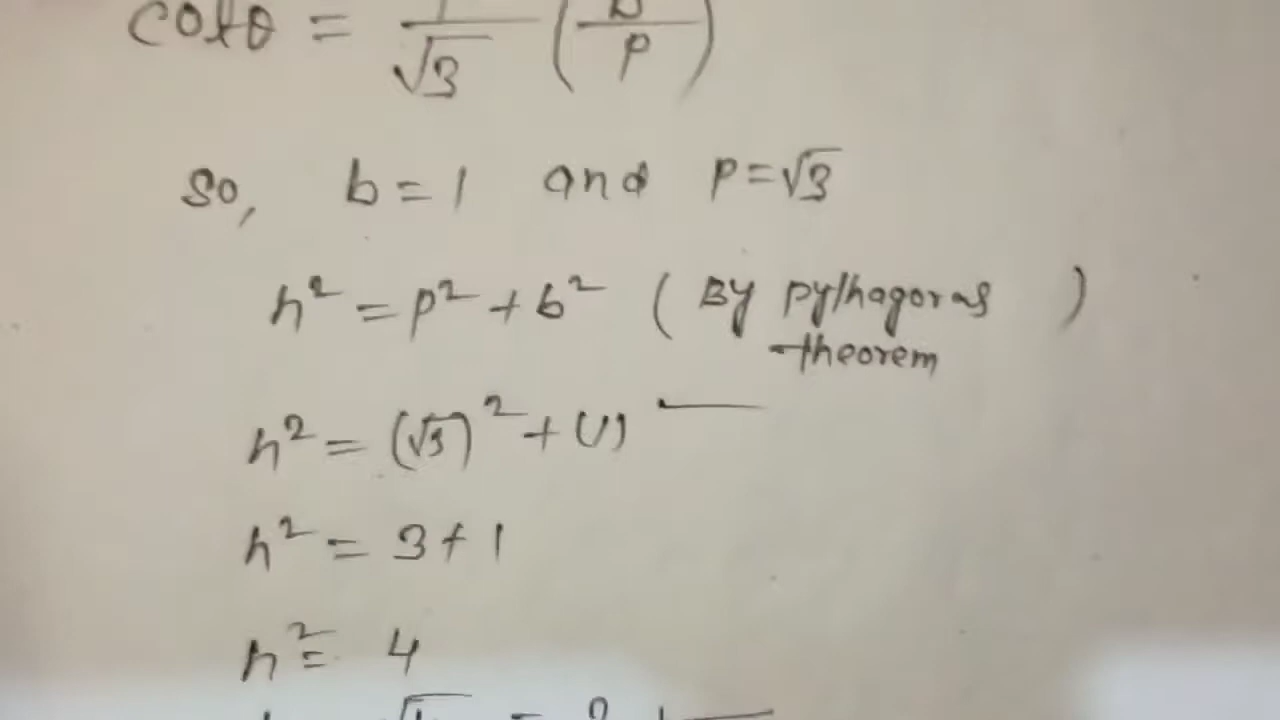 cotθ = 1/√3 (b/p)
so, b = 1 and p = √3
h² = p² + b² (By pythagoras theorem)
h² = (√3)² + (1)
h² = 3 + 1
h² = 4